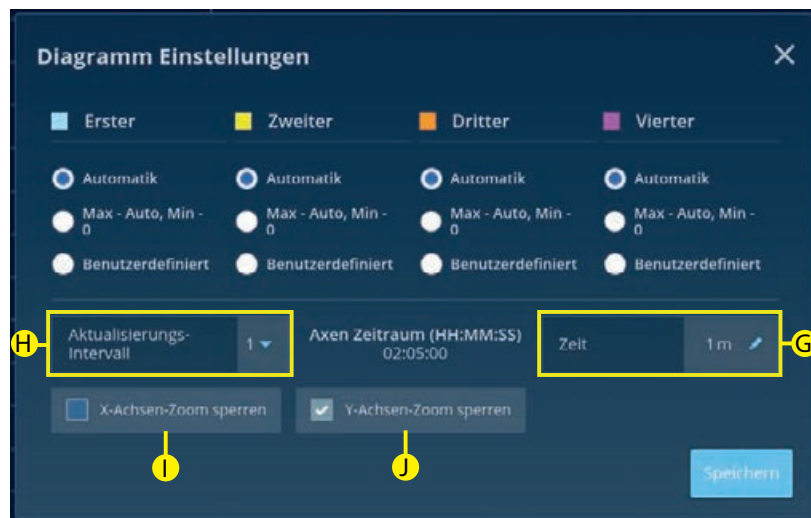 Diagramm Einstellungen
Erster Zweiter Dritter Vierter
Automatik Automatik Automatik Automatik
Max - Auto, Min - Max - Auto, Min - Max - Auto, Min - Max - Auto, Min -
0 0 0 0
Benutzerdefiniert Benutzerdefiniert Benutzerdefiniert Benutzerdefiniert
H Aktualisierungs-
Intervall 1 Axen Zeitraum (HH:MM:SS)
02:05:00 Zeit 1 m G
X-Achsen-Zoom sperren Y-Achsen-Zoom sperren
I J
Speichern